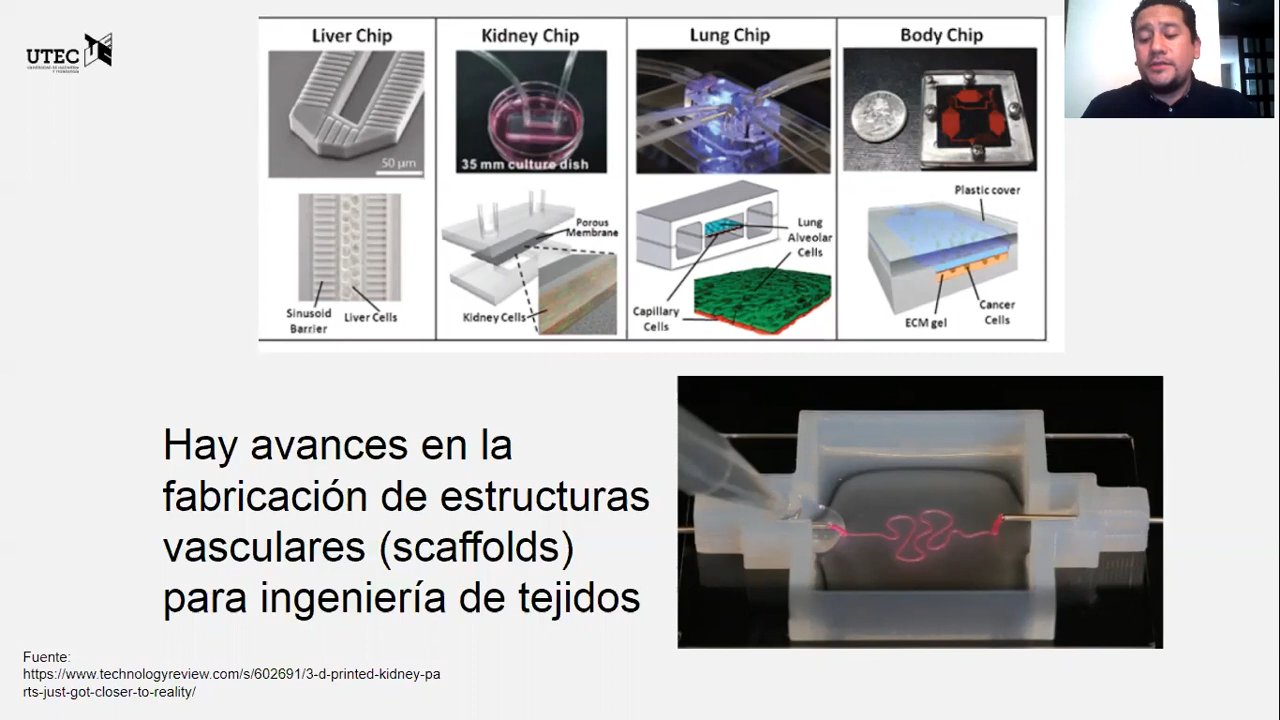 UTEC
Liver Chip
Kidney Chip
Lung Chip
Body Chip
50 µm
35 mm culture dish
Sinusoid
Barrier
Liver Cells
Porous
Membrane
Kidney Cells
Lung
Alveolar
Cells
Capillary
Cells
Plastic cover
Cancer
Cells
ECM gel
Hay avances en la
fabricación de estructuras
vasculares (scaffolds)
para ingeniería de tejidos
Fuente:
https://www.technologyreview.com/s/602691/3-d-printed-kidney-pa
rts-just-got-closer-to-reality/